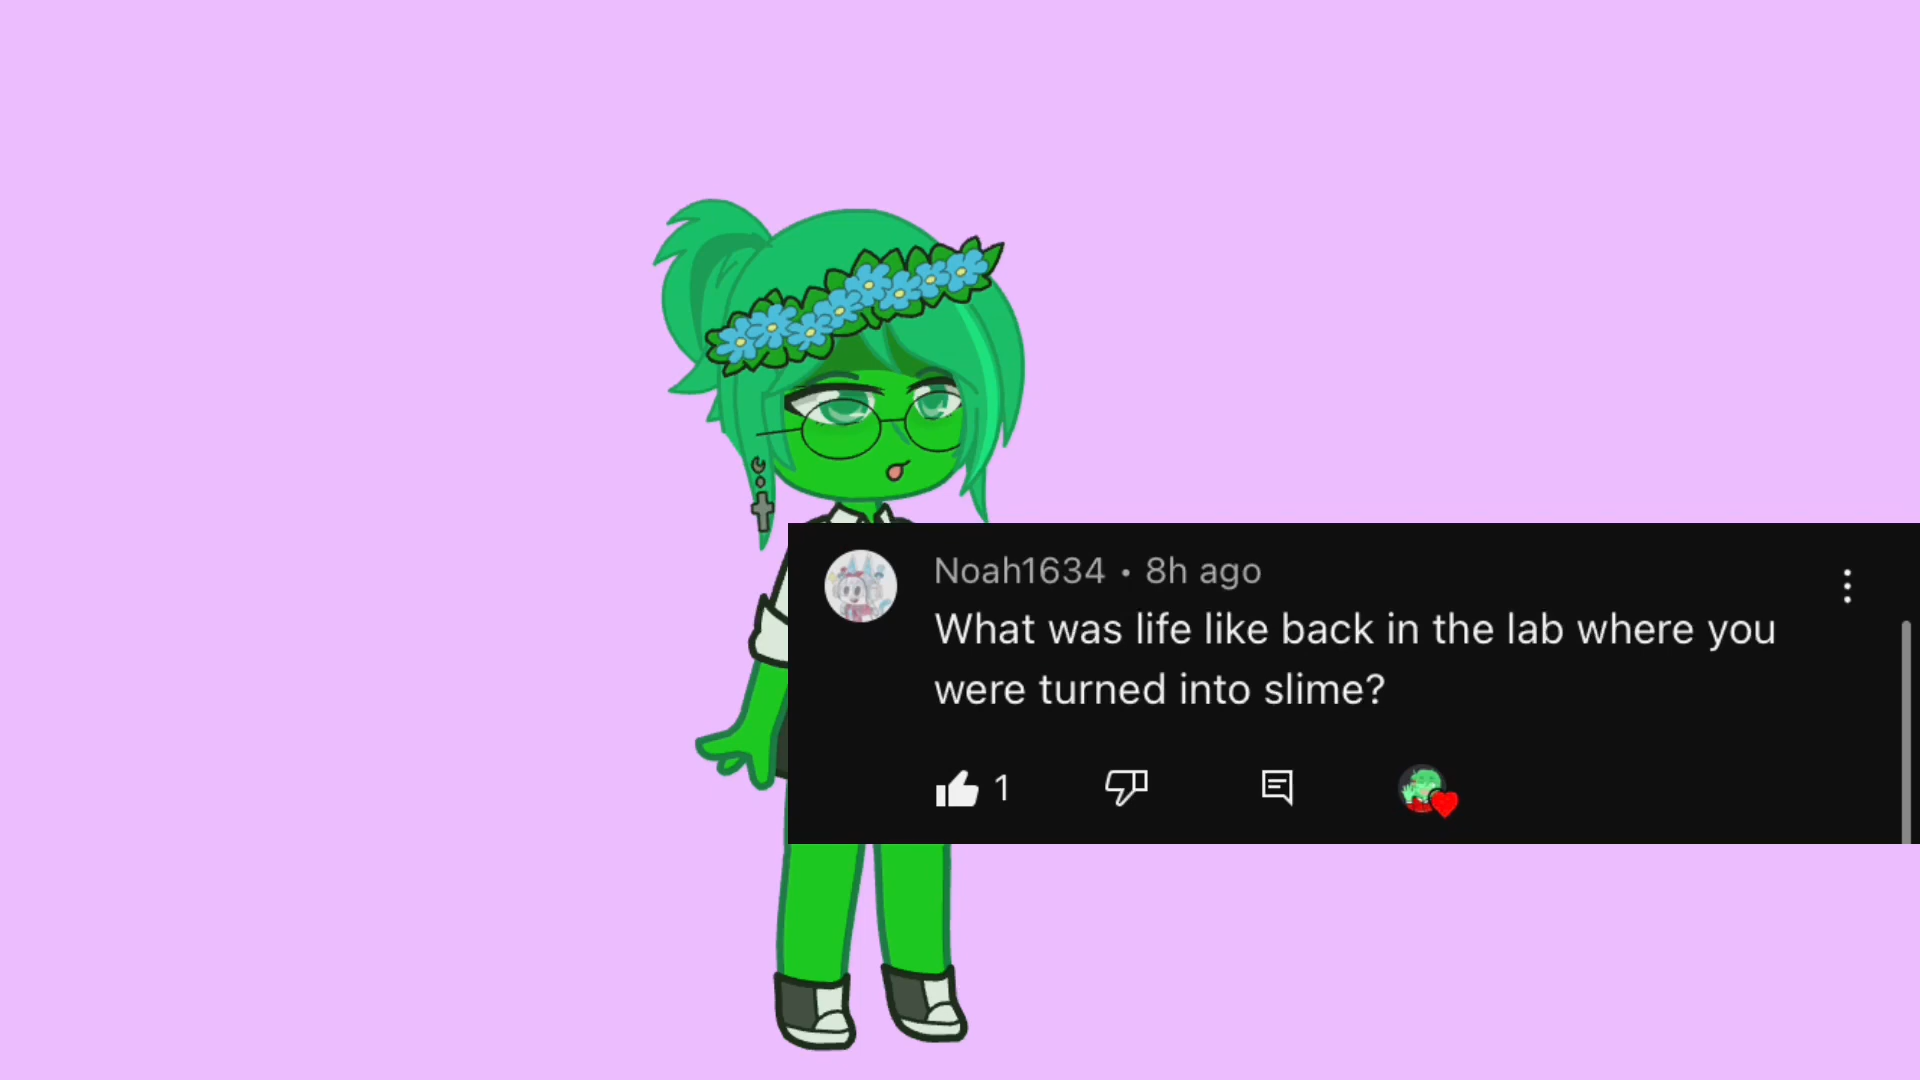 Noah1634 • 8h ago
What was life like back in the lab where you
were turned into slime?
1